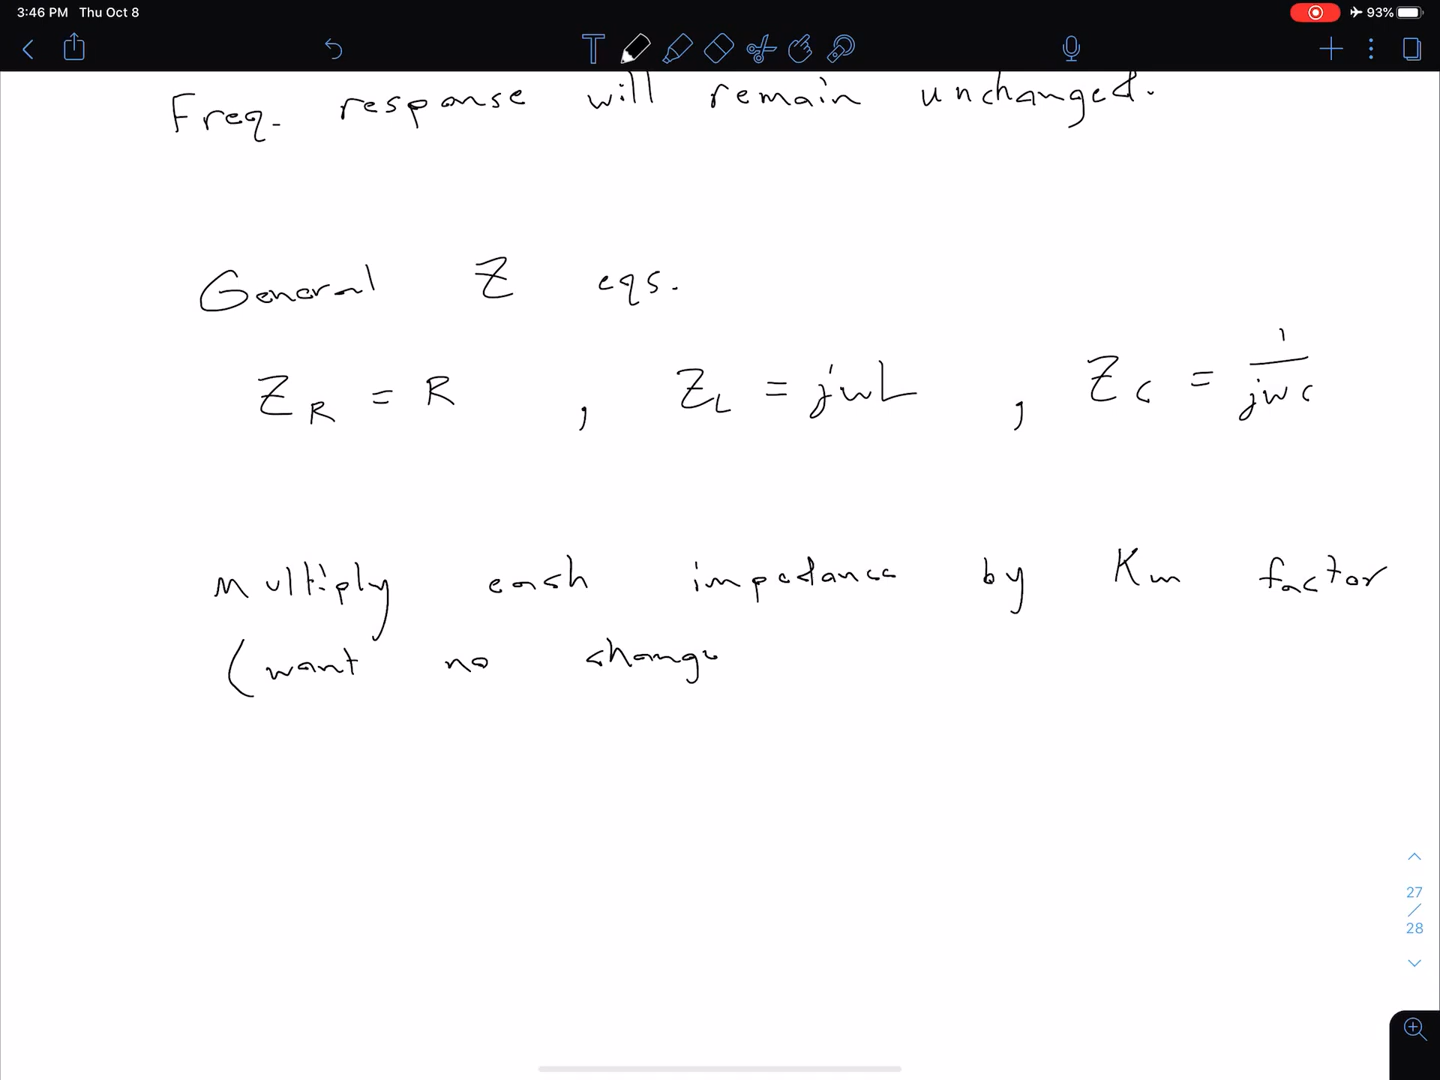 3:46 PM Thu Oct 8 93%
T
Freq. response will remain unchanged.
General Z eqs.
Z_R = R , Z_L = jωL , Z_C = 1/jωC
Multiply each impedance by Km factor
(want no change
27
/
28